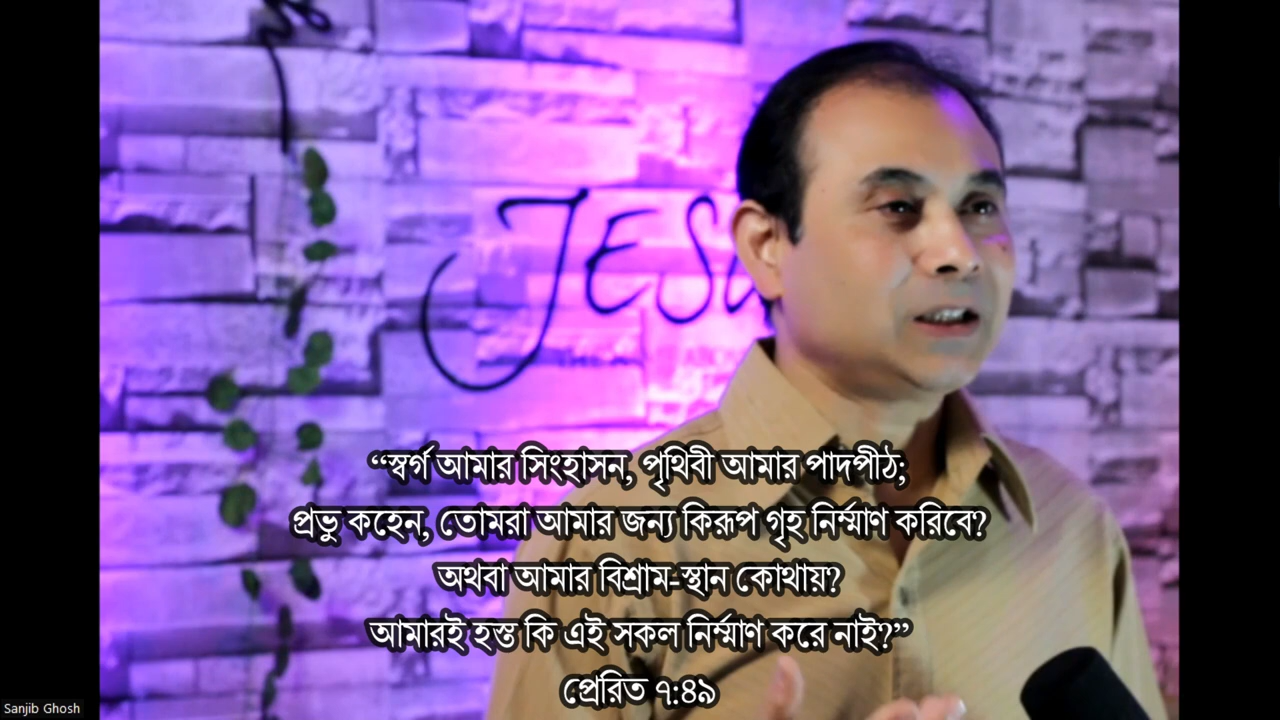 JESU
“স্বর্গ আমার সিংহাসন, পৃথিবী আমার পাদপীঠ;
প্রভু কহেন, তোমরা আমার জন্য কিরূপ গৃহ নির্ম্মাণ করিবে?
অথবা আমার বিশ্রাম-স্থান কোথায়?
আমারই হস্ত কি এই সকল নির্ম্মাণ করে নাই?”
প্রেরিত ৭:৪৯
Sanjib Ghosh